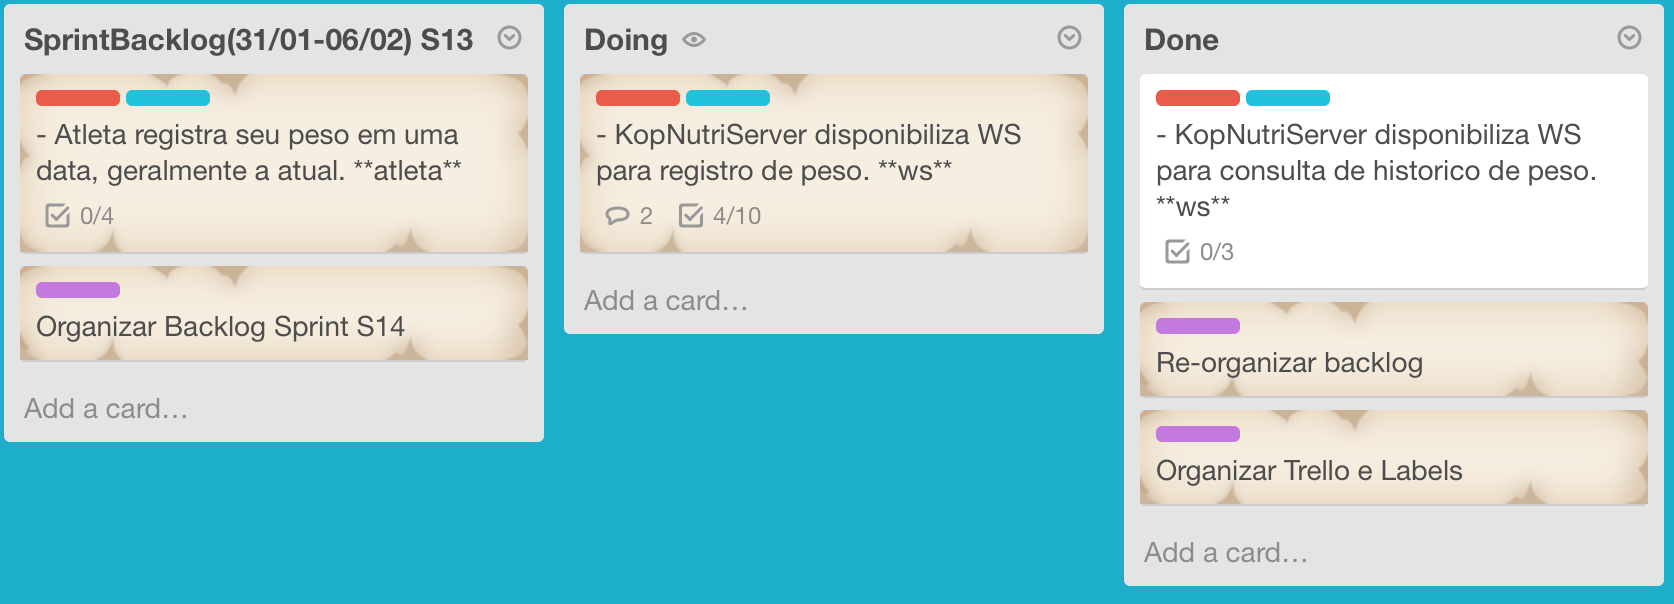 SprintBacklog(31/01-06/02) S13
- Atleta registra seu peso em uma
data, geralmente a atual. **atleta**
0/4
Organizar Backlog Sprint S14
Add a card…
Doing
- KopNutriServer disponibiliza WS
para registro de peso. **ws**
2 4/10
Add a card…
Done
- KopNutriServer disponibiliza WS
para consulta de historico de peso.
**ws**
0/3
Re-organizar backlog
Organizar Trello e Labels
Add a card…